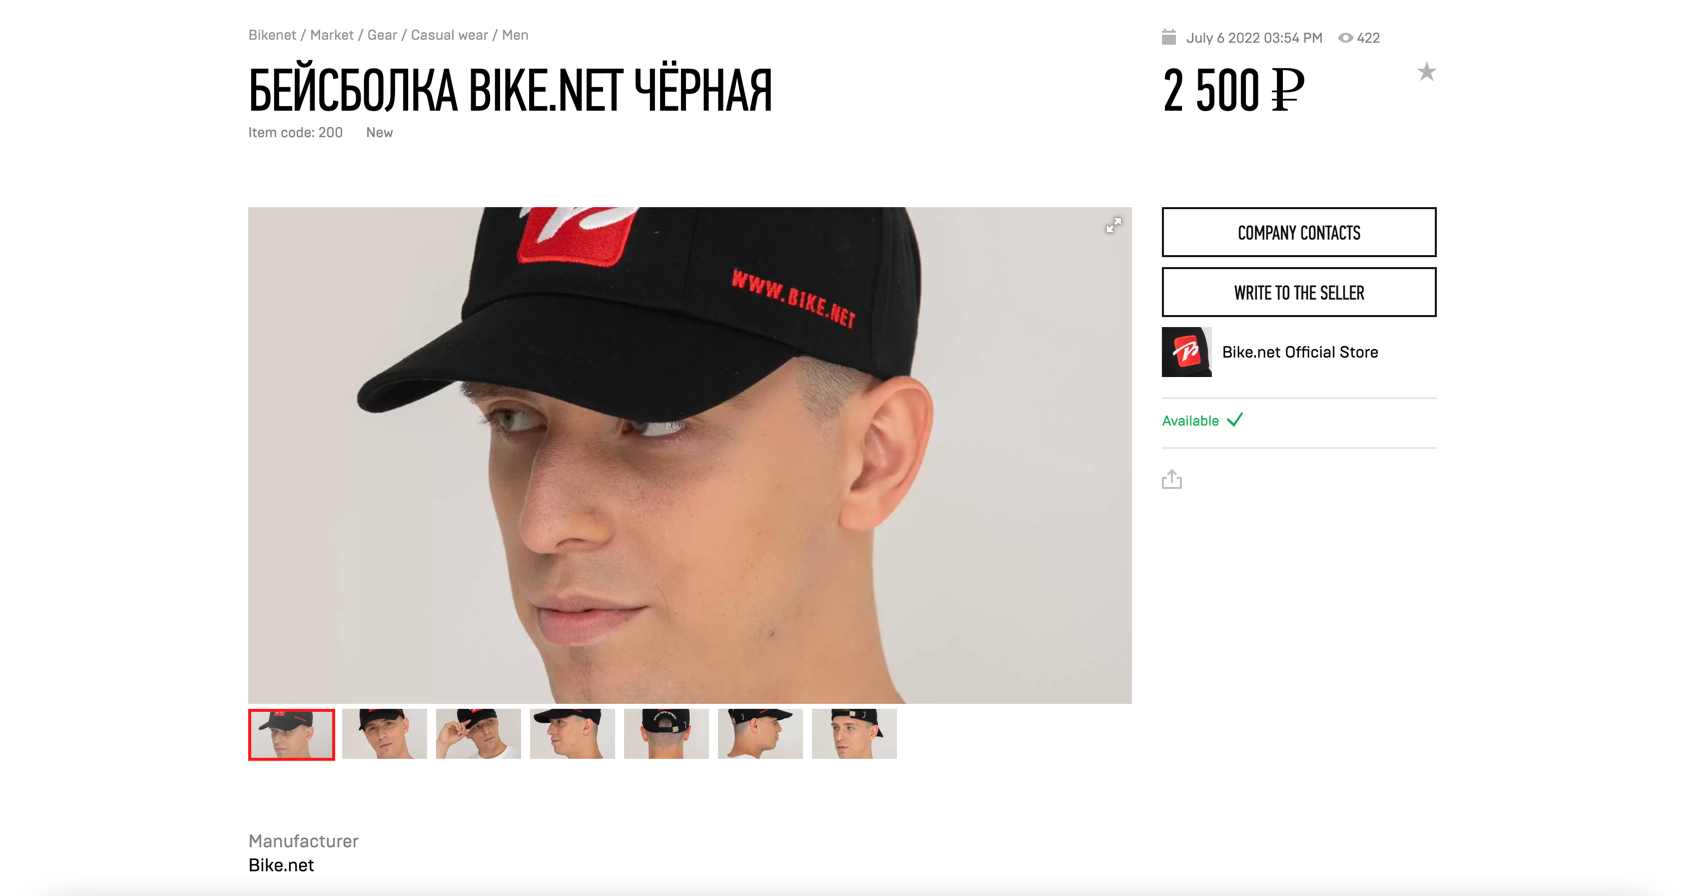 Bikenet / Market / Gear / Casual wear / Men
July 6 2022 03:54 PM 422
БЕЙСБОЛКА BIKE.NET ЧЁРНАЯ
2 500 ₽
Item code: 200 New
WWW.BIKE.NET
COMPANY CONTACTS
WRITE TO THE SELLER
Bike.net Official Store
Available
Manufacturer
Bike.net